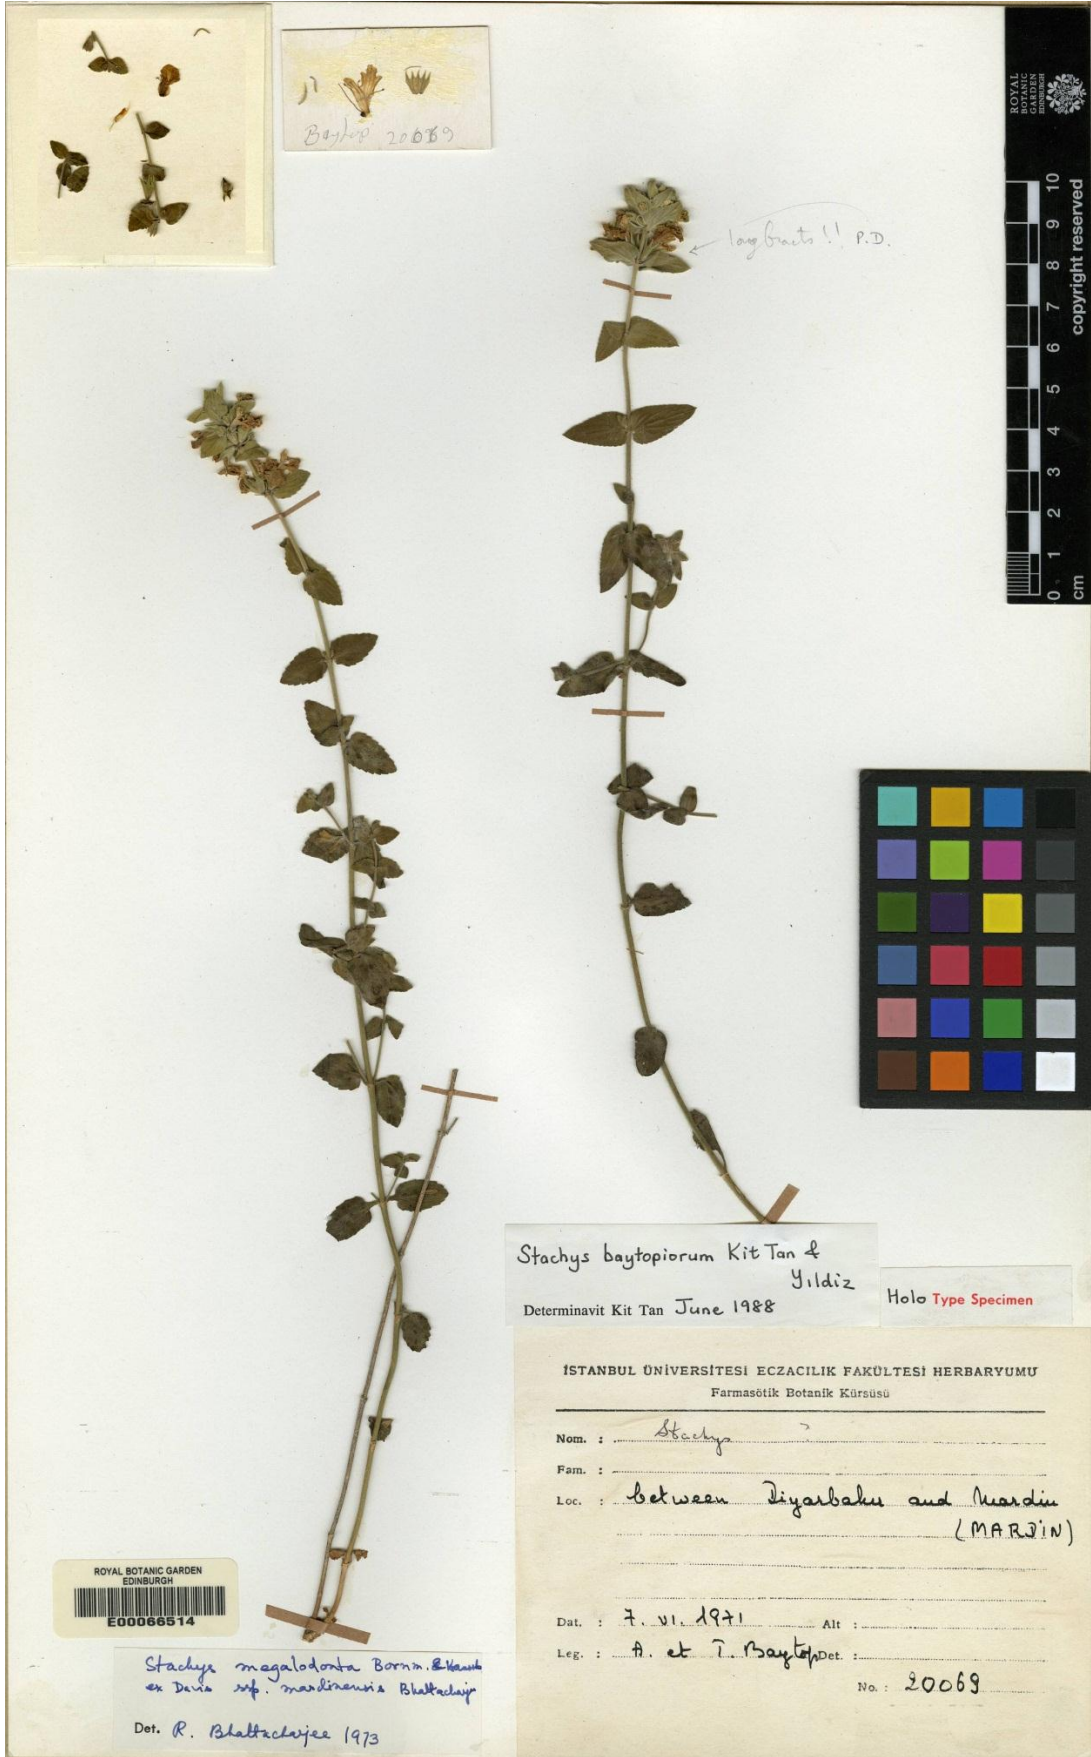 Baytop 20069
← long bracts!! P.D.
ROYAL
BOTANIC
GARDEN
EDINBURGH
copyright reserved
10
9
8
7
6
5
4
3
2
1
0
cm
Stachys baytopiorum Kit Tan &
Yıldiz
Determinavit Kit Tan June 1988
Holo Type Specimen
İSTANBUL ÜNİVERSİTESİ ECZACILIK FAKÜLTESİ HERBARYUMU
Farmasötik Botanik Kürsüsü
Nom. : Stachys ?
Fam. :
Loc. : between Diyarbakır and Mardin
(MARDİN)
Dat. : 7. VI. 1971 Alt :
Leg. : A. et T. Baytop Det. :
No. : 20069
ROYAL BOTANIC GARDEN
EDINBURGH
E00066514
Stachys megalodonta Bornm. &
ex Davis ssp. mardinensis Bhattacharjee
Det. R. Bhattacharjee 1973